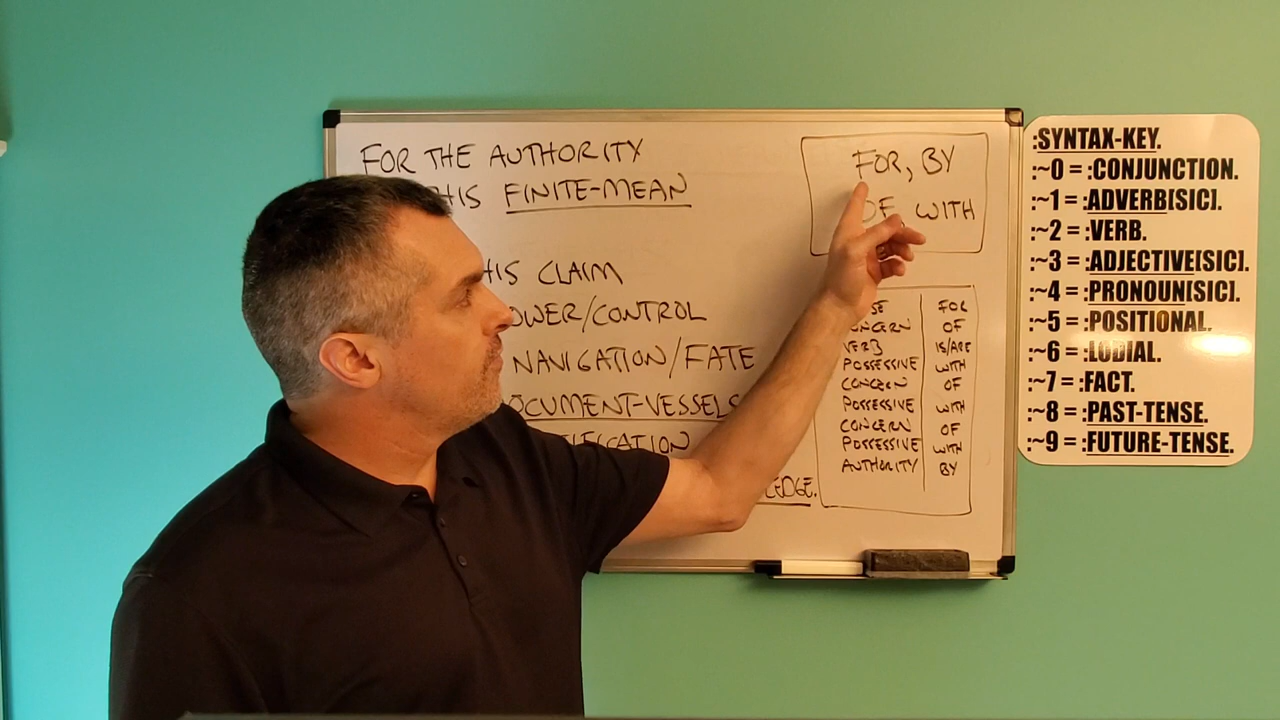 FOR THE AUTHORITY
THIS FINITE-MEAN
CLAIM
POWER/CONTROL
NAVIGATION/FATE
DOCUMENT-VESSELS
FOR, BY
OF, WITH
FOR
CONCERN OF
VERB IS/ARE
POSSESSIVE WITH
CONCERN OF
POSSESSIVE WITH
CONCERN OF
POSSESSIVE WITH
AUTHORITY BY
:SYNTAX-KEY.
:~0 = :CONJUNCTION.
:~1 = :ADVERB[SIC].
:~2 = :VERB.
:~3 = :ADJECTIVE[SIC].
:~4 = :PRONOUN[SIC].
:~5 = :POSITIONAL.
:~6 = :LODIAL.
:~7 = :FACT.
:~8 = :PAST-TENSE.
:~9 = :FUTURE-TENSE.